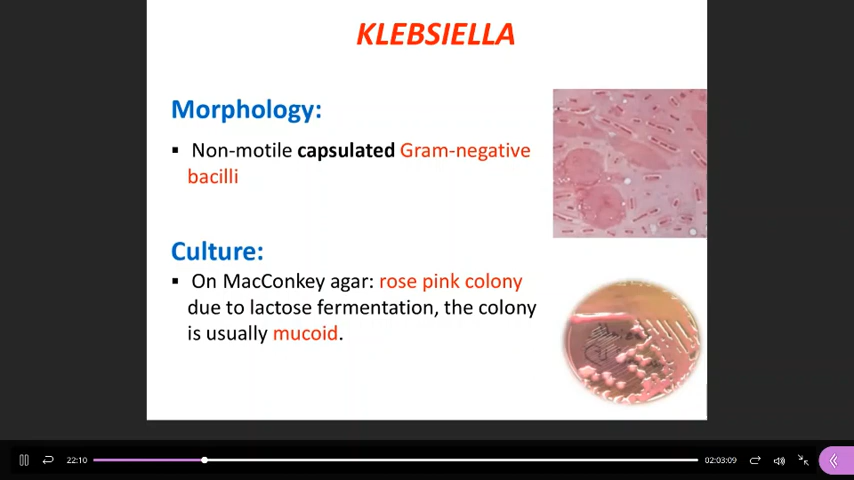 KLEBSIELLA
Morphology:
▪ Non-motile capsulated Gram-negative
bacilli
Culture:
▪ On MacConkey agar: rose pink colony
due to lactose fermentation, the colony
is usually mucoid.
22:10
02:03:09